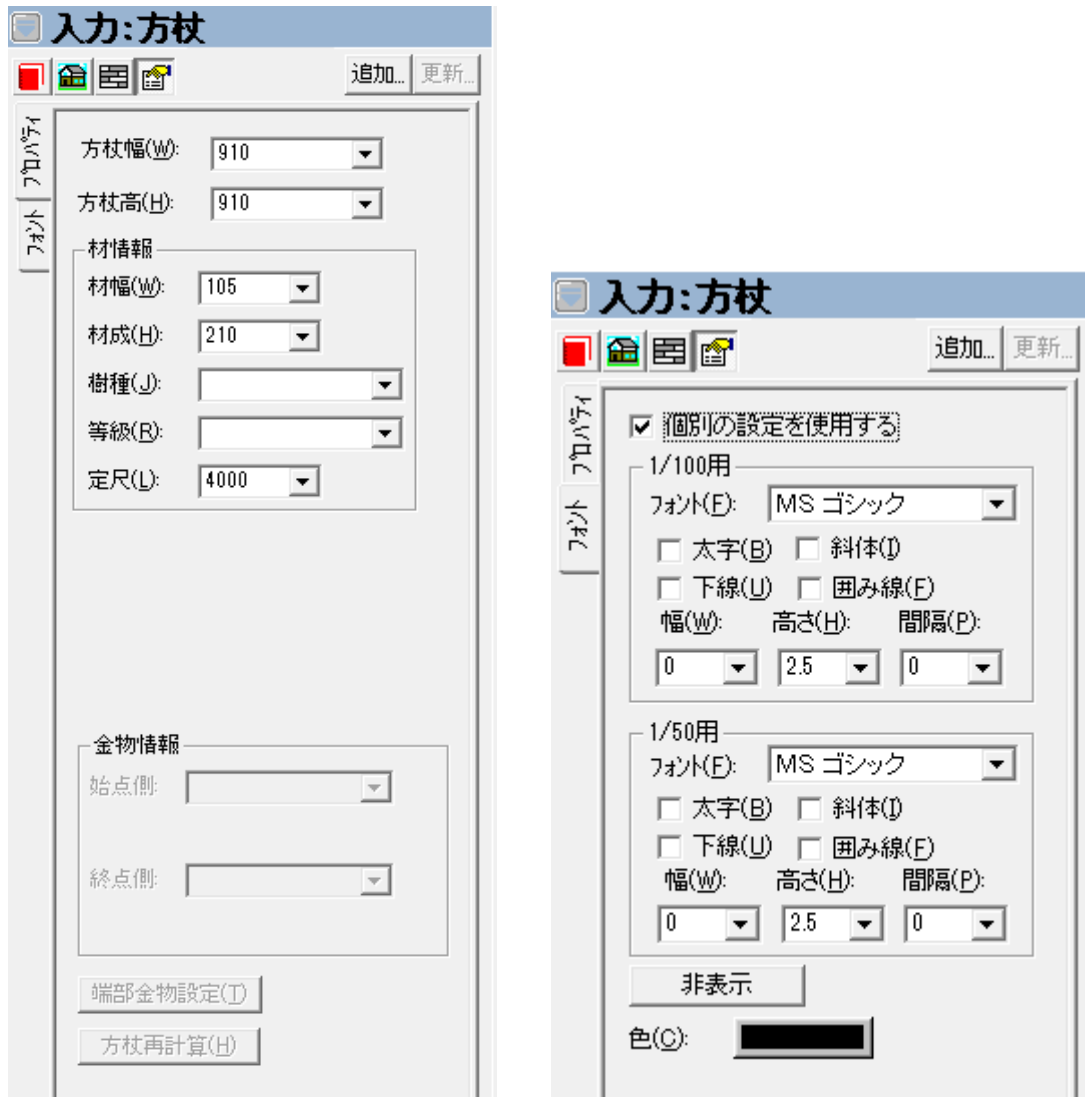 入力:方杖
追加... 更新...
プロパティ
フォント
方杖幅(W): 910
方杖高(H): 910
材情報
材幅(W): 105
材成(H): 210
樹種(J):
等級(R):
定尺(L): 4000
金物情報
始点側:
終点側:
端部金物設定(T)
方杖再計算(H)
入力:方杖
追加... 更新...
プロパティ
フォント
個別の設定を使用する
1/100用
フォント(F): MS ゴシック
太字(B) 斜体(I)
下線(U) 囲み線(F)
幅(W): 高さ(H): 間隔(P):
0 2.5 0
1/50用
フォント(F): MS ゴシック
太字(B) 斜体(I)
下線(U) 囲み線(F)
幅(W): 高さ(H): 間隔(P):
0 2.5 0
非表示
色(C):